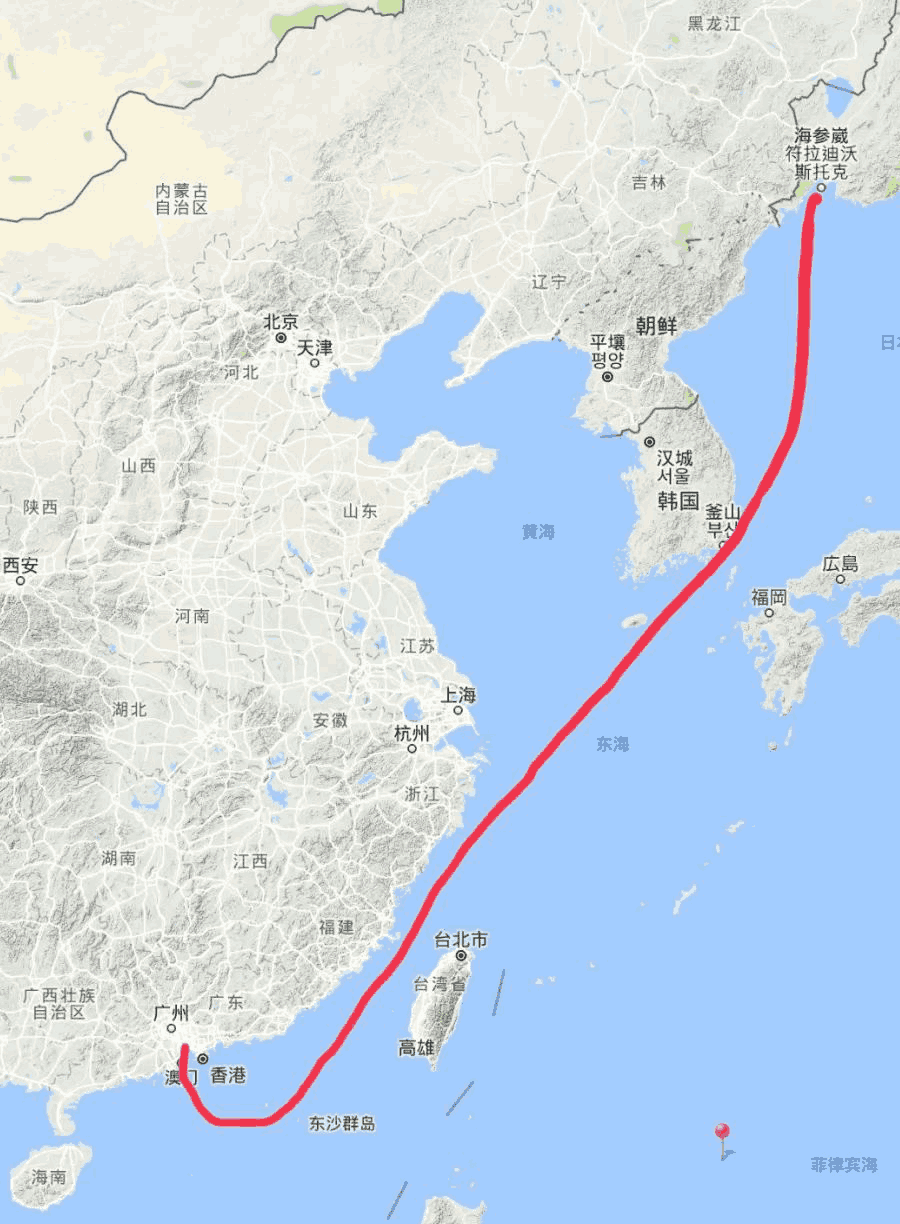 黑龙江
海参崴
符拉迪沃
斯托克
吉林
内蒙古
自治区
辽宁
北京
朝鲜
天津
平壤
평양
日本
河北
汉城
서울
山西
韩国
陕西
山东
釜山
부산
黄海
西安
広島
福岡
河南
江苏
上海
湖北
安徽
杭州
东海
浙江
湖南
江西
福建
台北市
台湾省
广西壮族
自治区
广东
广州
高雄
香港
东沙群岛
菲律宾海
海南